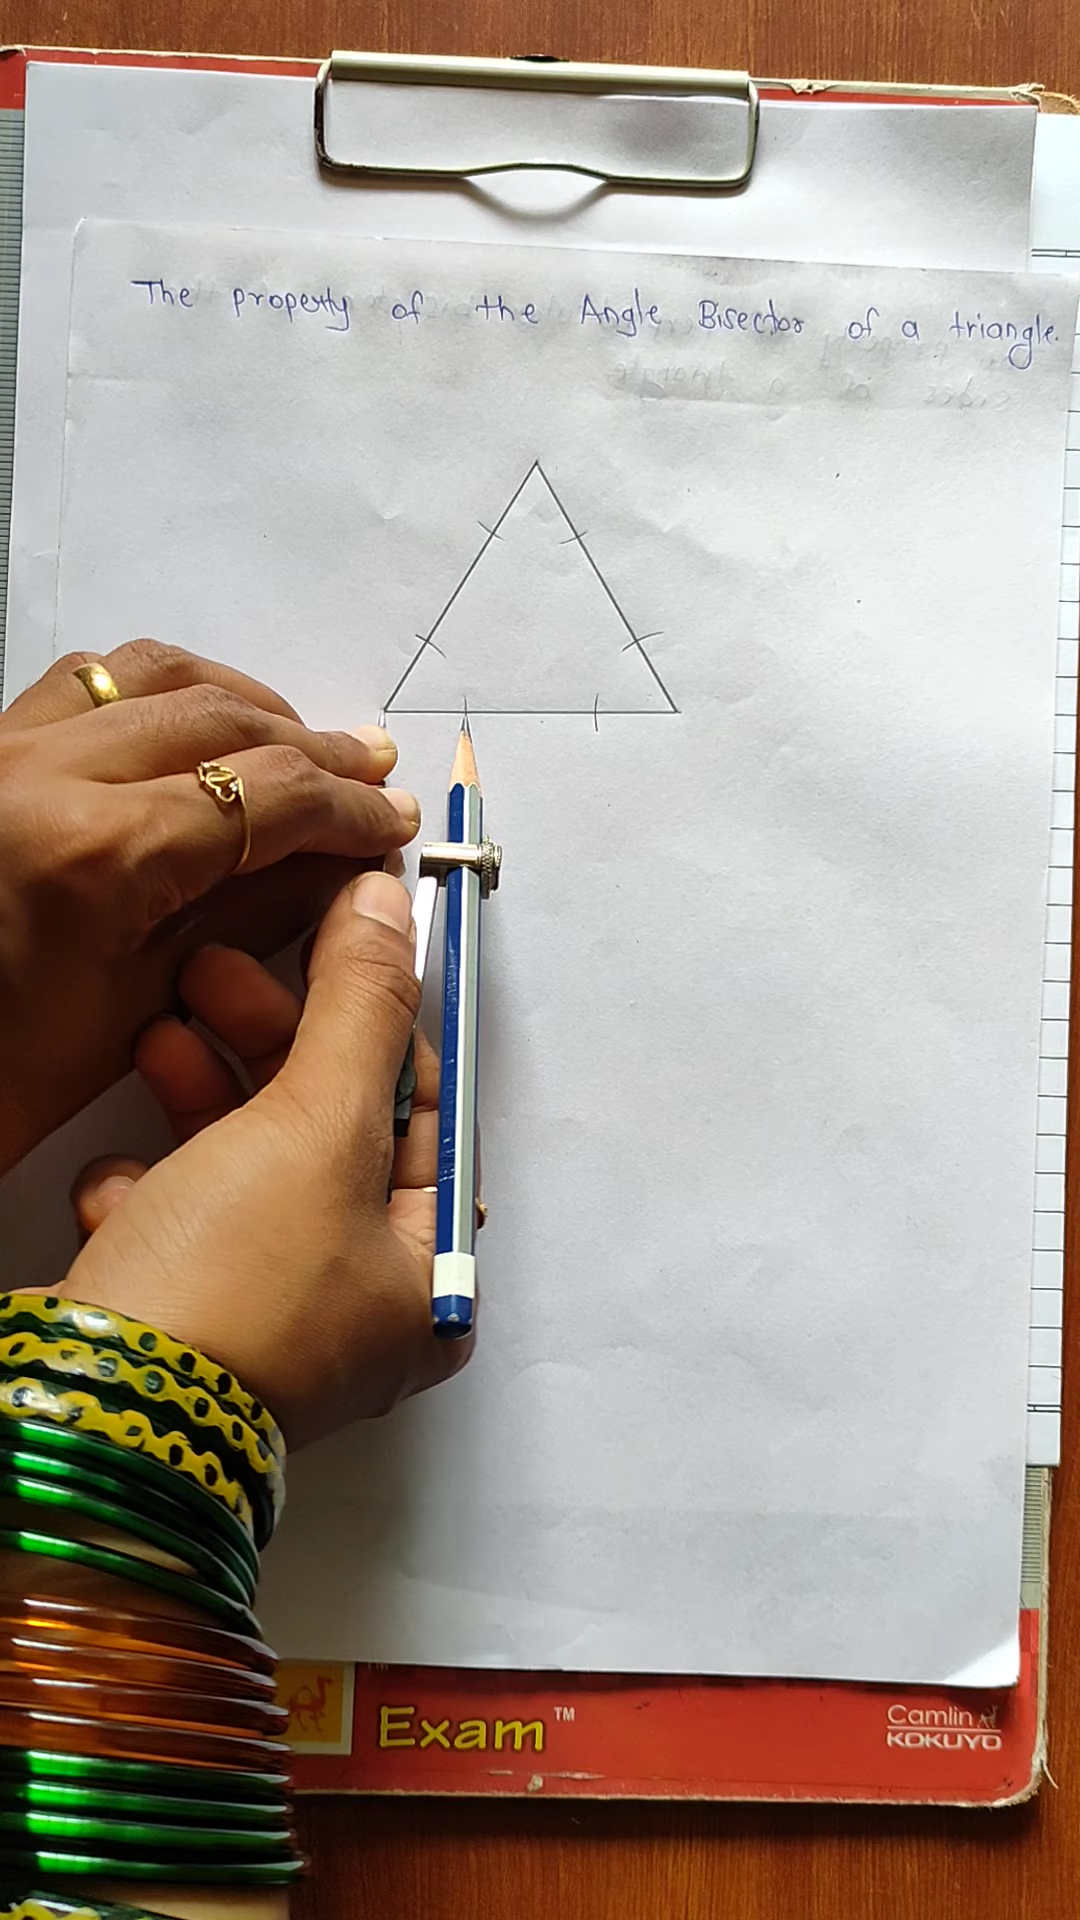 The property of the Angle Bisector of a triangle.
Exam™
Camlin
KOKUYO